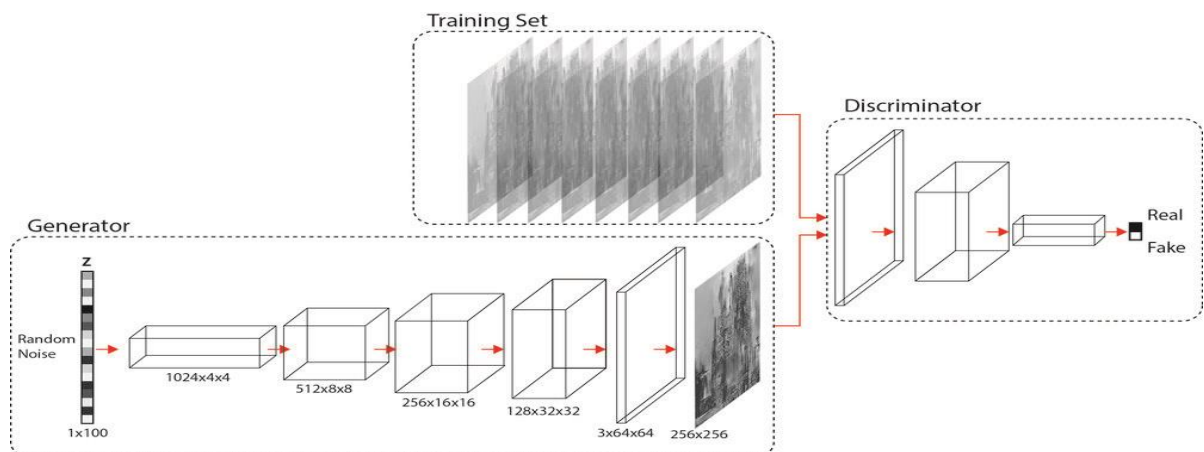 Training Set
Discriminator
Real
Fake
Generator
Z
Random
Noise
1x100
1024x4x4
512x8x8
256x16x16
128x32x32
3x64x64
256x256